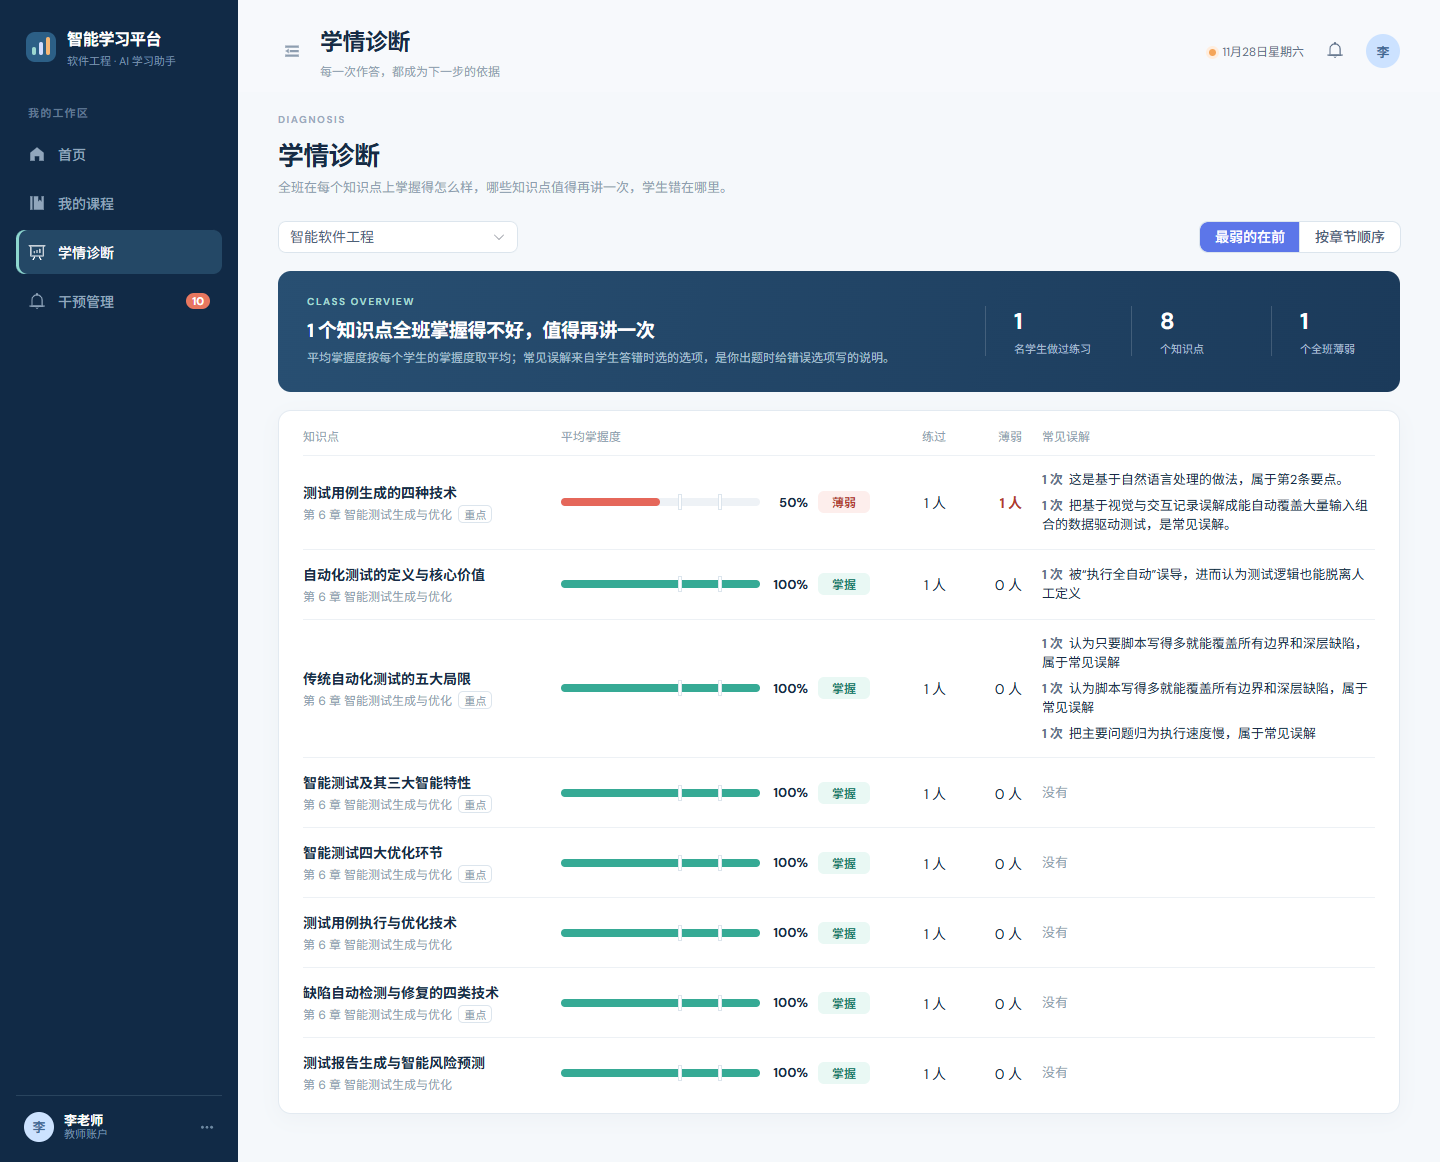 智能学习平台
软件工程 · AI 学习助手
我的工作区
首页
我的课程
学情诊断
干预管理 10
李 李老师
教师账户
学情诊断
每一次作答，都成为下一步的依据
11月28日星期六 李
DIAGNOSIS
学情诊断
全班在每个知识点上掌握得怎么样，哪些知识点值得再讲一次，学生错在哪里。
智能软件工程 最弱的在前 按章节顺序
CLASS OVERVIEW
1 个知识点全班掌握得不好，值得再讲一次
平均掌握度按每个学生的掌握度取平均；常见误解来自学生答错时选的选项，是你出题时给错误选项写的说明。
1 8 1
名学生做过练习 个知识点 个全班薄弱
知识点 平均掌握度 练过 薄弱 常见误解
测试用例生成的四种技术
第 6 章 智能测试生成与优化 重点
50% 薄弱 1 人 1 人
1 次 这是基于自然语言处理的做法，属于第2条要点。
1 次 把基于视觉与交互记录误解成能自动覆盖大量输入组
合的数据驱动测试，是常见误解。
自动化测试的定义与核心价值
第 6 章 智能测试生成与优化
100% 掌握 1 人 0 人
1 次 被“执行全自动”误导，进而认为测试逻辑也能脱离人
工定义
传统自动化测试的五大局限
第 6 章 智能测试生成与优化 重点
100% 掌握 1 人 0 人
1 次 认为只要脚本写得多就能覆盖所有边界和深层缺陷，
属于常见误解
1 次 认为脚本写得多就能覆盖所有边界和深层缺陷，属于
常见误解
1 次 把主要问题归为执行速度慢，属于常见误解
智能测试及其三大智能特性
第 6 章 智能测试生成与优化 重点
100% 掌握 1 人 0 人 没有
智能测试四大优化环节
第 6 章 智能测试生成与优化 重点
100% 掌握 1 人 0 人 没有
测试用例执行与优化技术
第 6 章 智能测试生成与优化
100% 掌握 1 人 0 人 没有
缺陷自动检测与修复的四类技术
第 6 章 智能测试生成与优化 重点
100% 掌握 1 人 0 人 没有
测试报告生成与智能风险预测
第 6 章 智能测试生成与优化
100% 掌握 1 人 0 人 没有